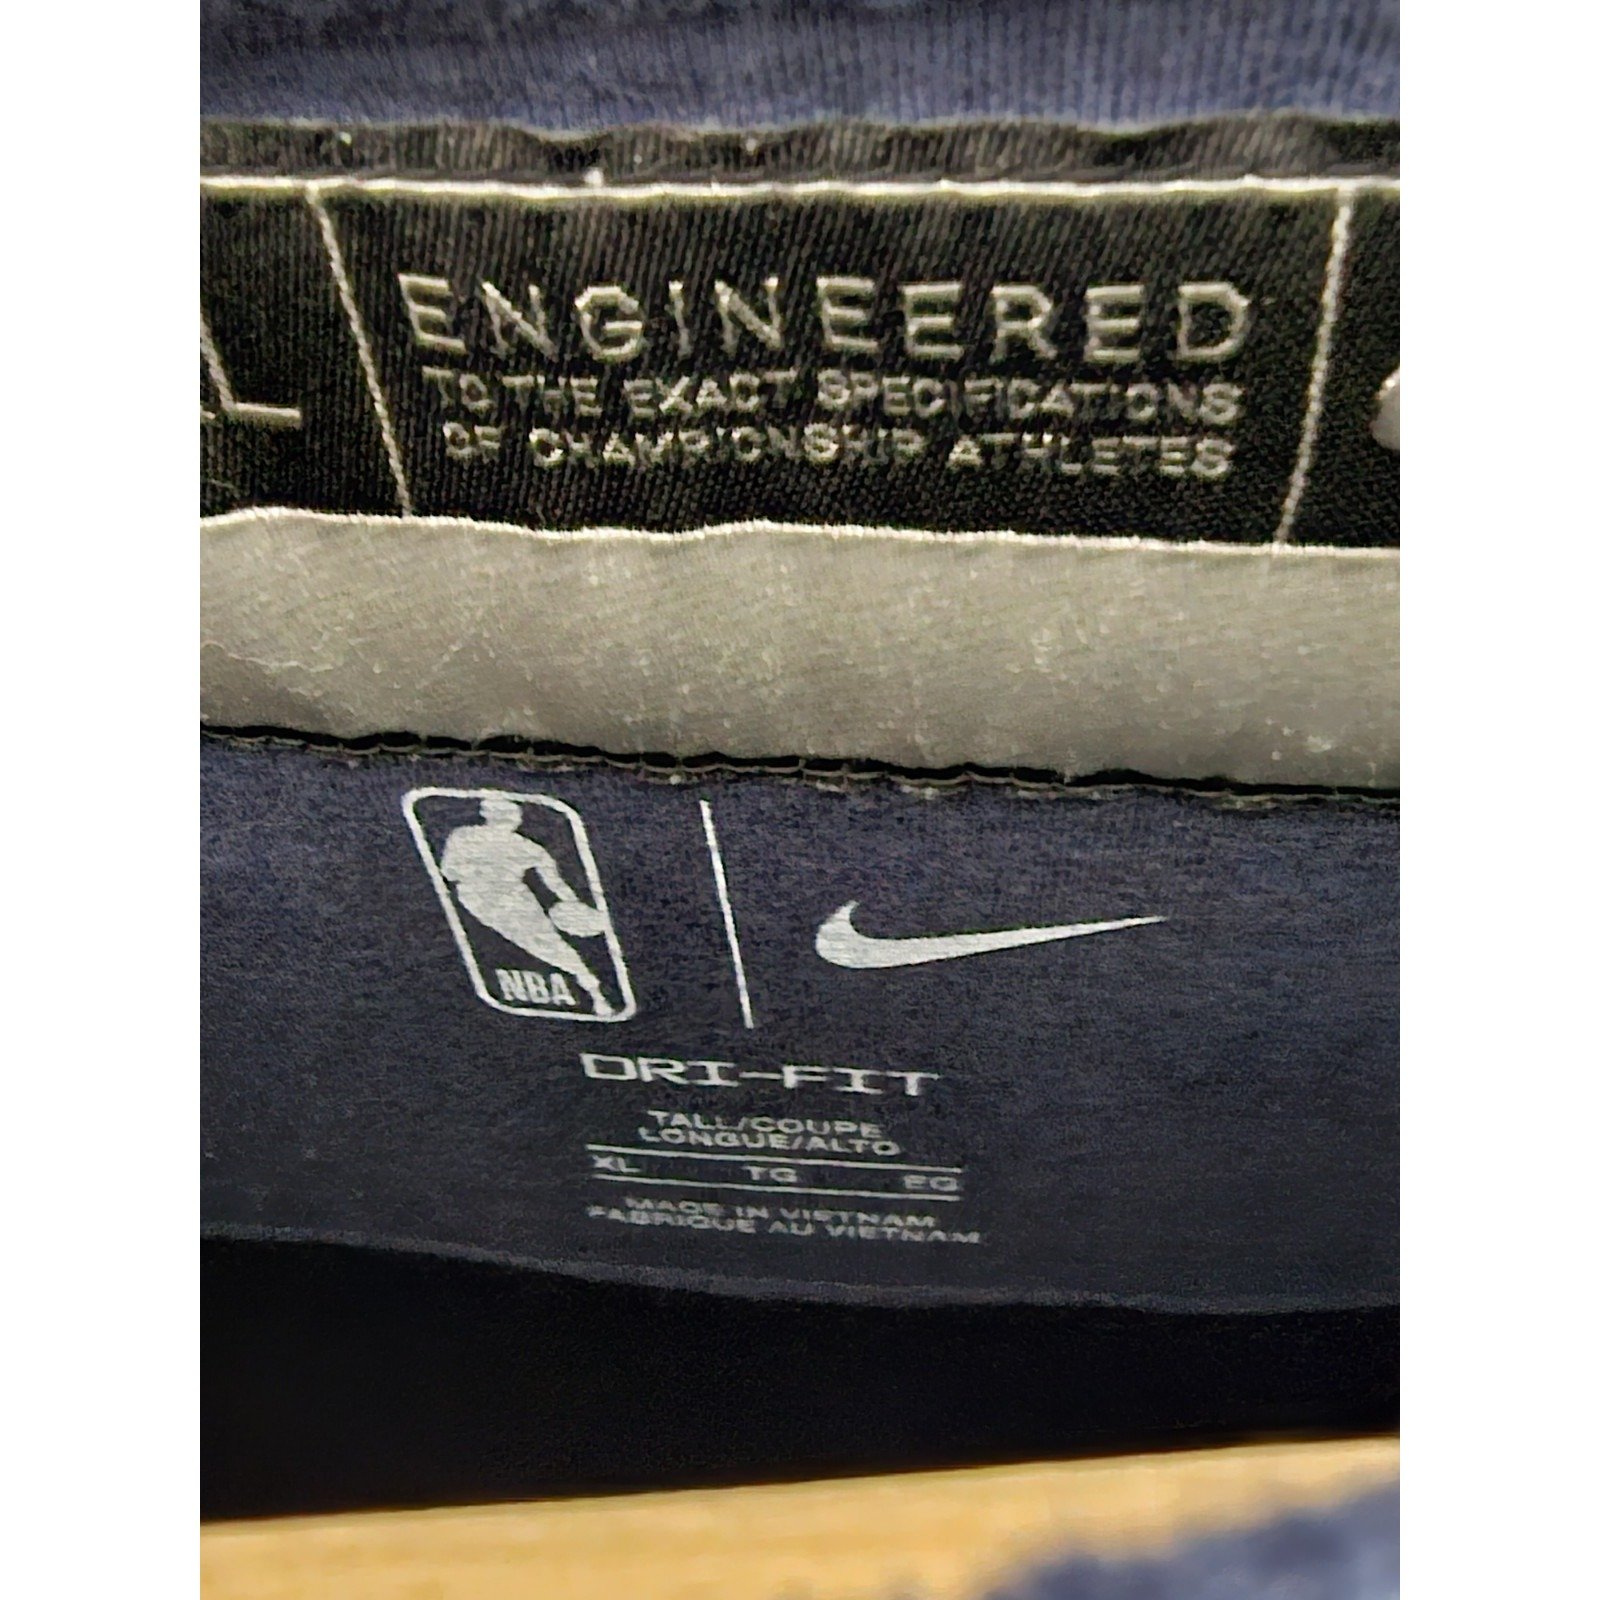 ENGINEERED
TO THE EXACT SPECIFICATIONS
OF CHAMPIONSHIP ATHLETES
NBA
DRI-FIT
TALL/COUPE
LONGUE/ALTO
XL TG EG
MADE IN VIETNAM
FABRIQUÉ AU VIETNAM